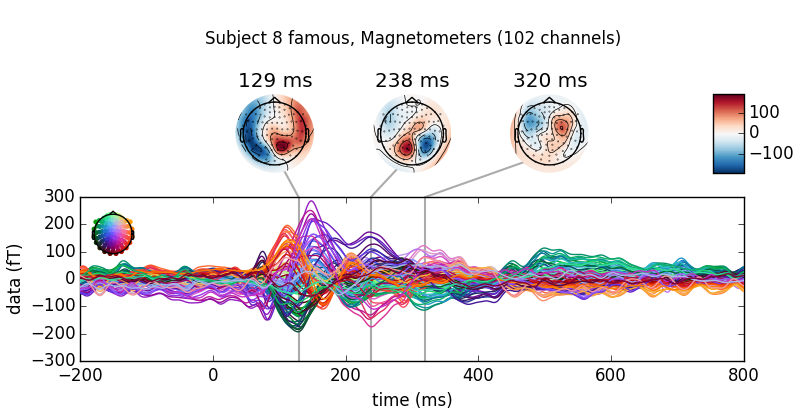 Subject 8 famous, Magnetometers (102 channels)
129 ms 238 ms 320 ms
100
0
−100
300
200
100
0
−100
−200
−300
data (fT)
−200 0 200 400 600 800
time (ms)